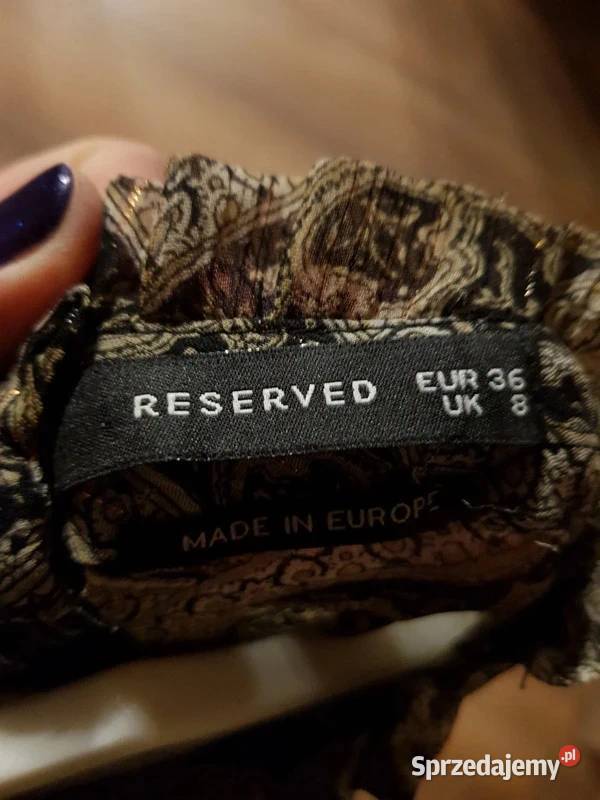 RESERVED EUR 36
UK 8
MADE IN EUROPE
Sprzedajemy.pl